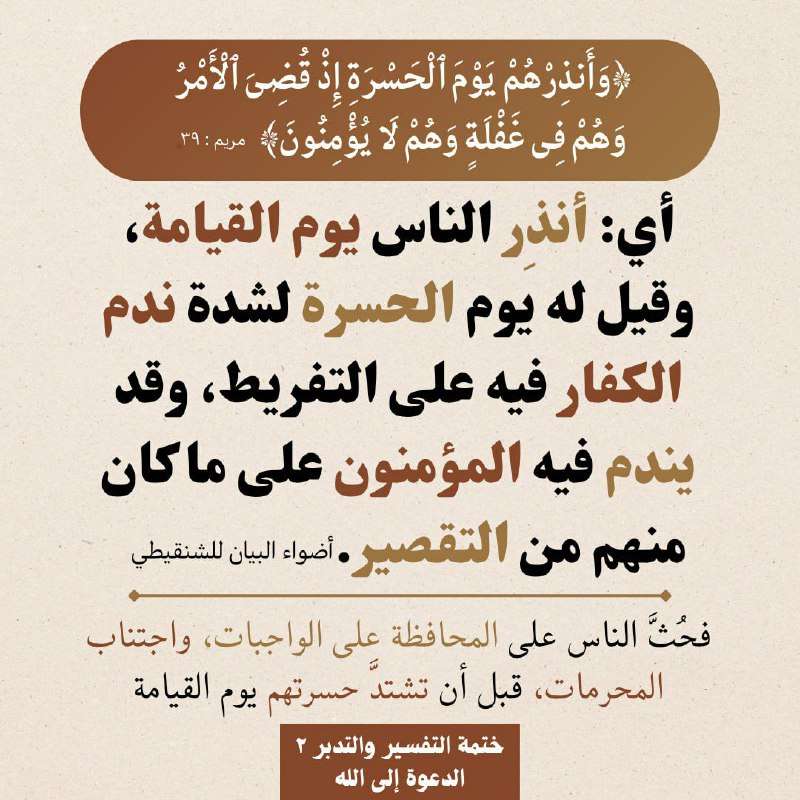 ﴿وَأَنذِرْهُمْ يَوْمَ ٱلْحَسْرَةِ إِذْ قُضِىَ ٱلْأَمْرُ
وَهُمْ فِى غَفْلَةٍ وَهُمْ لَا يُؤْمِنُونَ﴾ مريم : ٣٩
أي: أنذِر الناس يوم القيامة،
وقيل له يوم الحسرة لشدة ندم
الكفار فيه على التفريط، وقد
يندم فيه المؤمنون على ما كان
منهم من التقصير. أضواء البيان للشنقيطي
فحُثَّ الناس على المحافظة على الواجبات، واجتناب
المحرمات، قبل أن تشتدَّ حسرتهم يوم القيامة
ختمة التفسير والتدبر ٢
الدعوة إلى الله